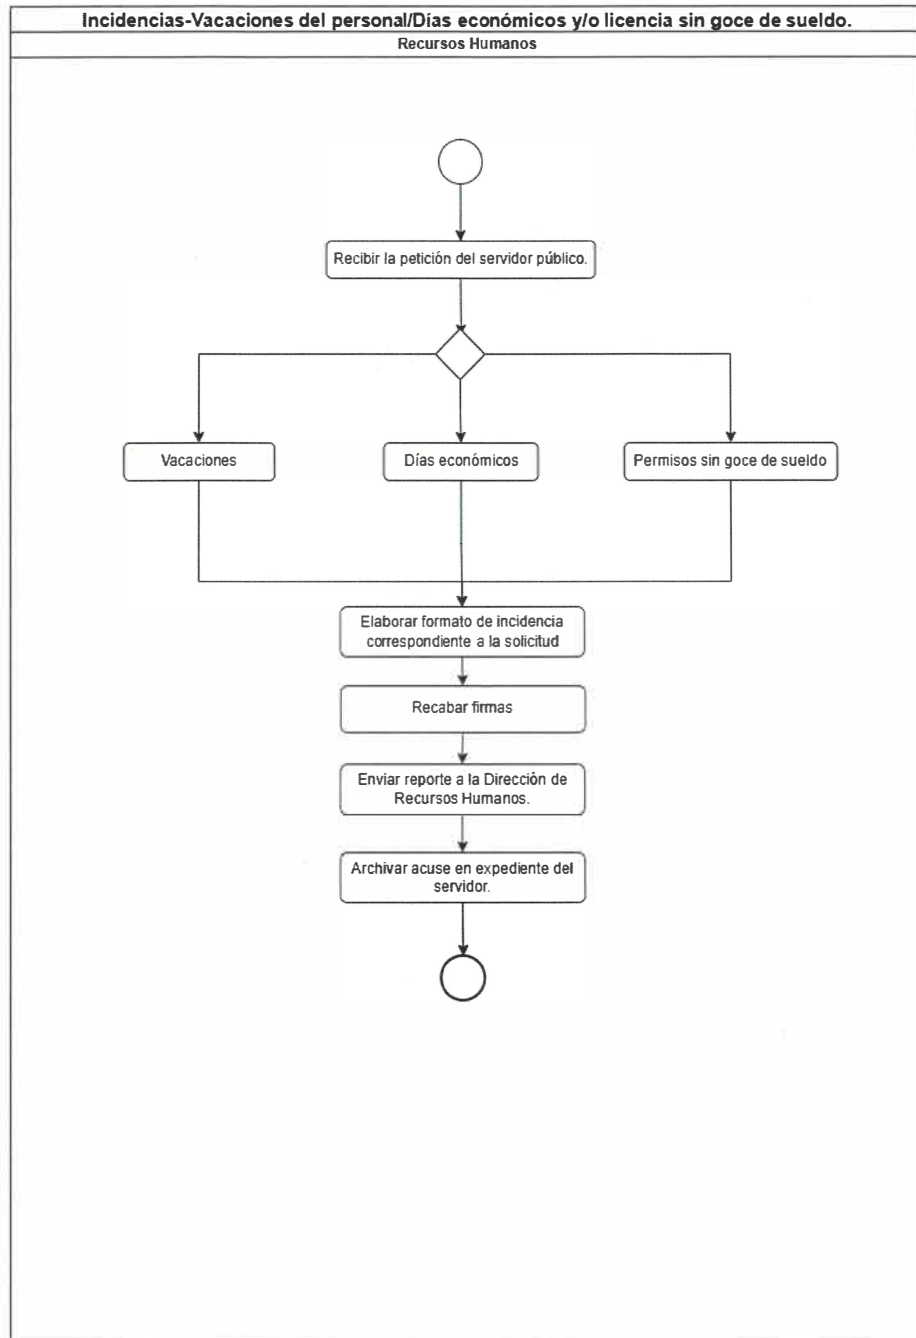 Incidencias-Vacaciones del personal/Días económicos y/o licencia sin goce de sueldo.
Recursos Humanos
Recibir la petición del servidor público.
Vacaciones
Días económicos
Permisos sin goce de sueldo
Elaborar formato de incidencia
correspondiente a la solicitud
Recabar firmas
Enviar reporte a la Dirección de
Recursos Humanos.
Archivar acuse en expediente del
servidor.